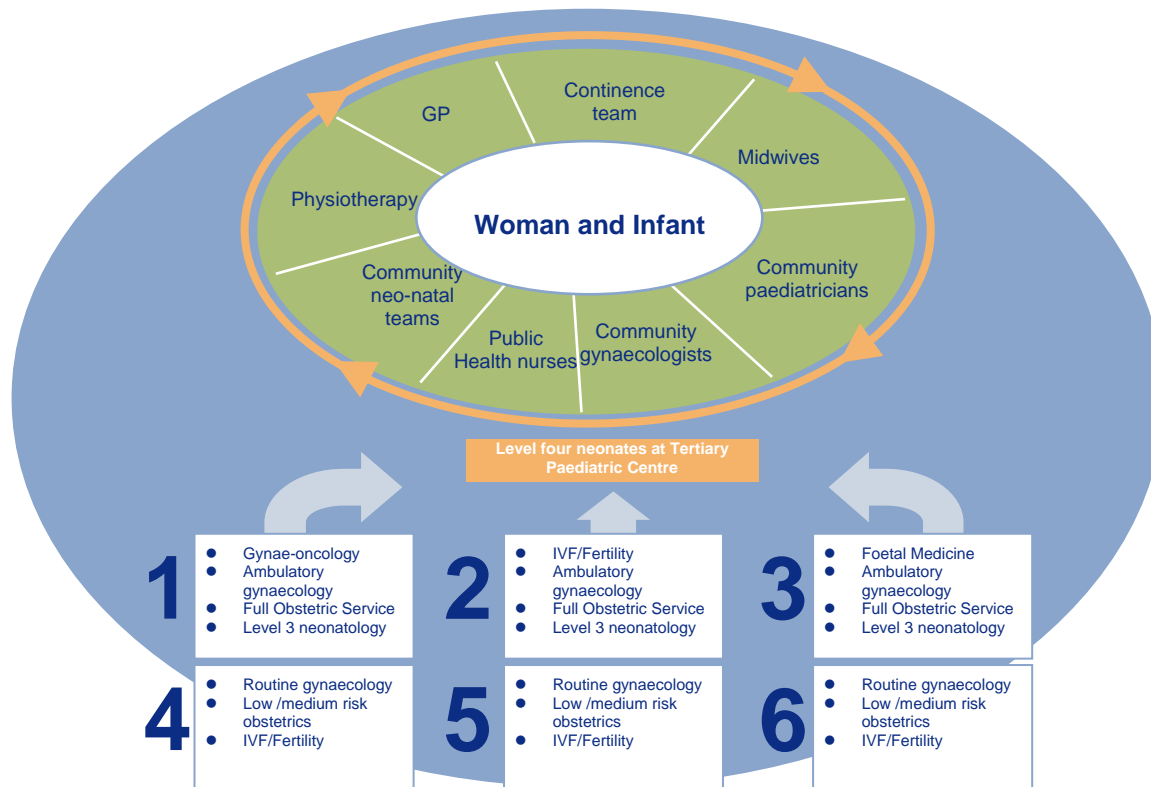 GP
Continence
team
Midwives
Physiotherapy
Woman and Infant
Community
paediatricians
Community
neo-natal
teams
Public
Health nurses
Community
gynaecologists
Level four neonates at Tertiary
Paediatric Centre
1
● Gynae-oncology
● Ambulatory
gynaecology
● Full Obstetric Service
● Level 3 neonatology
2
● IVF/Fertility
● Ambulatory
gynaecology
● Full Obstetric Service
● Level 3 neonatology
3
● Foetal Medicine
● Ambulatory
gynaecology
● Full Obstetric Service
● Level 3 neonatology
4
● Routine gynaecology
● Low /medium risk
obstetrics
● IVF/Fertility
5
● Routine gynaecology
● Low /medium risk
obstetrics
● IVF/Fertility
6
● Routine gynaecology
● Low /medium risk
obstetrics
● IVF/Fertility